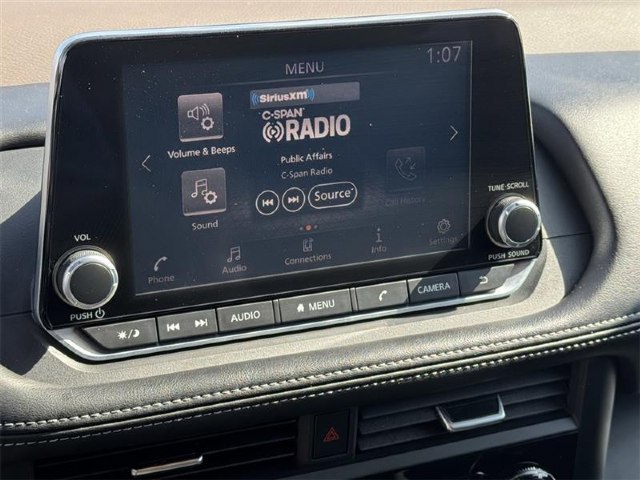 1:07
MENU
((SiriusXM))
C-SPAN
RADIO
Volume & Beeps
Public Affairs
C-Span Radio
Source
Sound
Call History
Phone
Audio
Connections
Info
Settings
VOL
PUSH
TUNE·SCROLL
PUSH SOUND
AUDIO
MENU
CAMERA